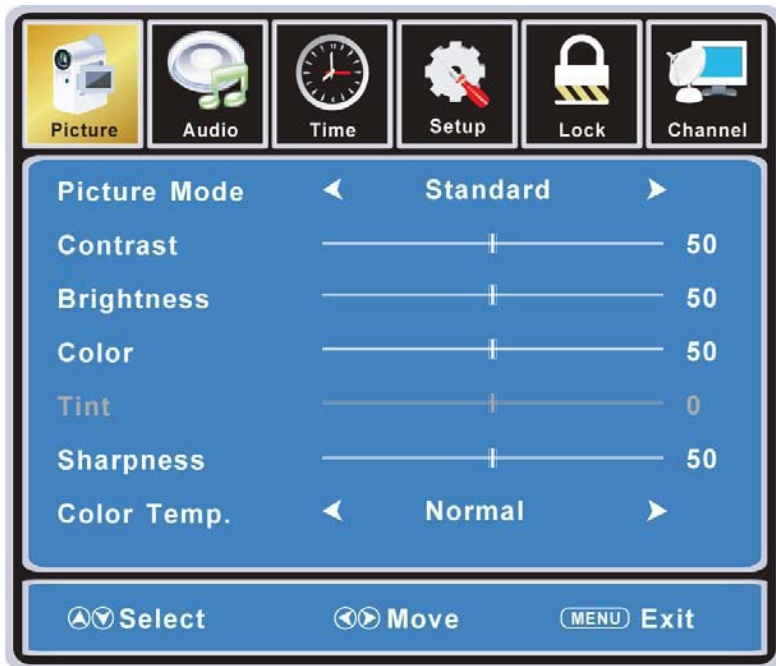 Picture Audio Time Setup Lock Channel
Picture Mode Standard
Contrast 50
Brightness 50
Color 50
Tint 0
Sharpness 50
Color Temp. Normal
Select Move MENU Exit